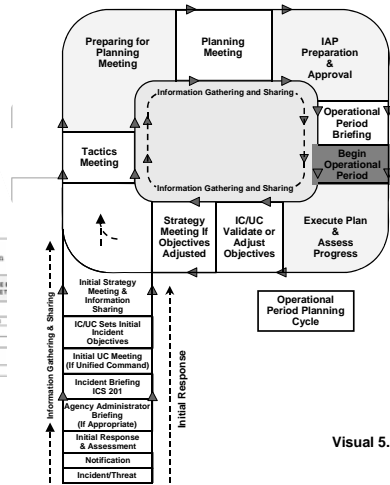 Preparing for
Planning
Meeting
Planning
Meeting
IAP
Preparation
&
Approval
Information Gathering and Sharing
Operational
Period
Briefing
Tactics
Meeting
Begin
Operational
Period
*Information Gathering and Sharing
Strategy
Meeting If
Objectives
Adjusted
IC/UC
Validate or
Adjust
Objectives
Execute Plan
&
Assess
Progress
Initial Strategy
Meeting &
Information
Sharing
Operational
Period Planning
Cycle
IC/UC Sets Initial
Incident
Objectives
Initial UC Meeting
(If Unified Command)
Incident Briefing
ICS 201
Agency Administrator
Briefing
(If Appropriate)
Initial Response
& Assessment
Notification
Incident/Threat
Information Gathering & Sharing
Initial Response
Visual 5.